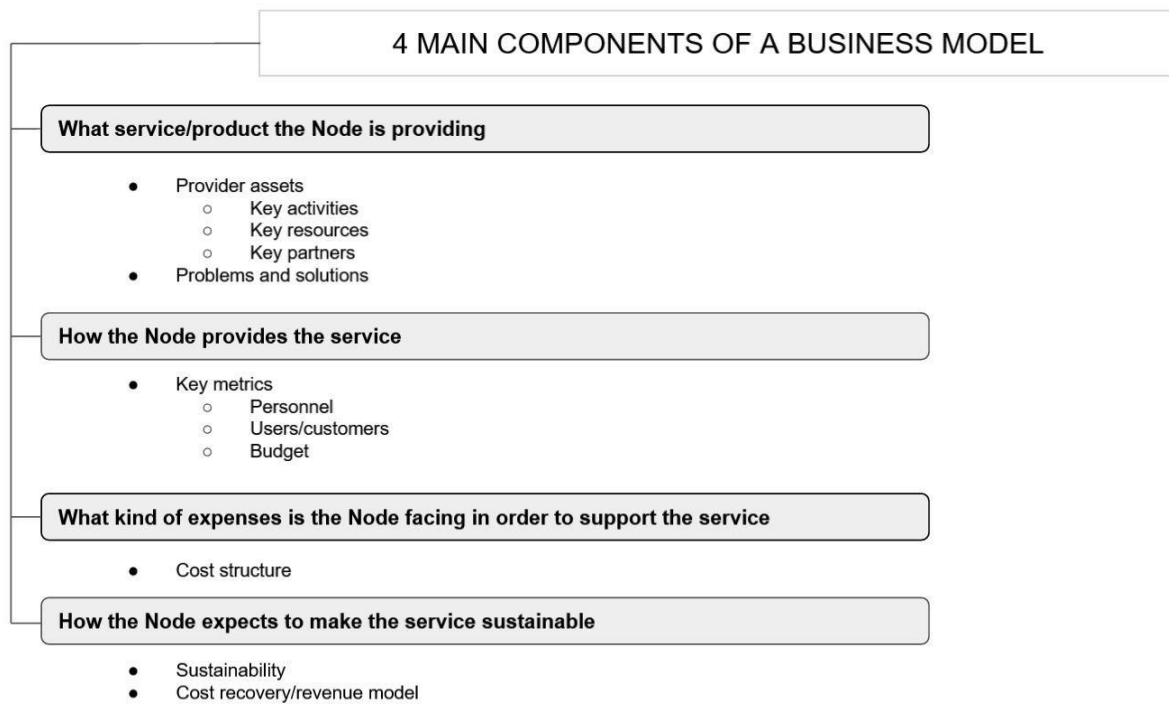 4 MAIN COMPONENTS OF A BUSINESS MODEL
What service/product the Node is providing
● Provider assets
○ Key activities
○ Key resources
○ Key partners
● Problems and solutions
How the Node provides the service
● Key metrics
○ Personnel
○ Users/customers
○ Budget
What kind of expenses is the Node facing in order to support the service
● Cost structure
How the Node expects to make the service sustainable
● Sustainability
● Cost recovery/revenue model